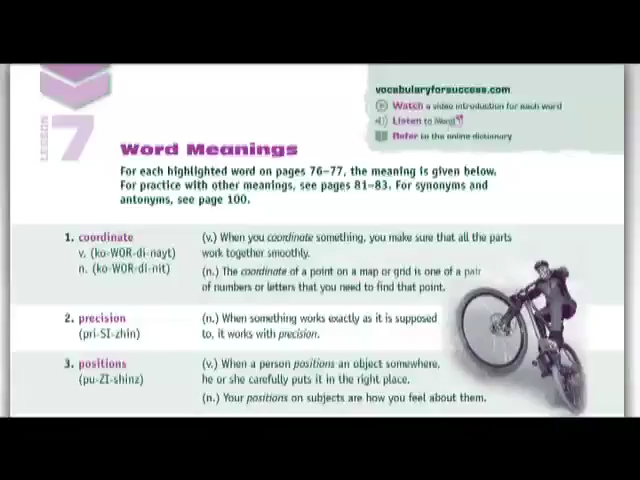 vocabularyforsuccess.com
Watch a video introduction for each word
Listen to iWord
Refer to the online dictionary
LESSON
7
Word Meanings
For each highlighted word on pages 76–77, the meaning is given below.
For practice with other meanings, see pages 81–83. For synonyms and
antonyms, see page 100.
1. coordinate
v. (ko-WOR-di-nayt)
n. (ko-WOR-di-nit)
(v.) When you coordinate something, you make sure that all the parts
work together smoothly.
(n.) The coordinate of a point on a map or grid is one of a pair
of numbers or letters that you need to find that point.
2. precision
(pri-SI-zhin)
(n.) When something works exactly as it is supposed
to, it works with precision.
3. positions
(pu-ZI-shinz)
(v.) When a person positions an object somewhere,
he or she carefully puts it in the right place.
(n.) Your positions on subjects are how you feel about them.